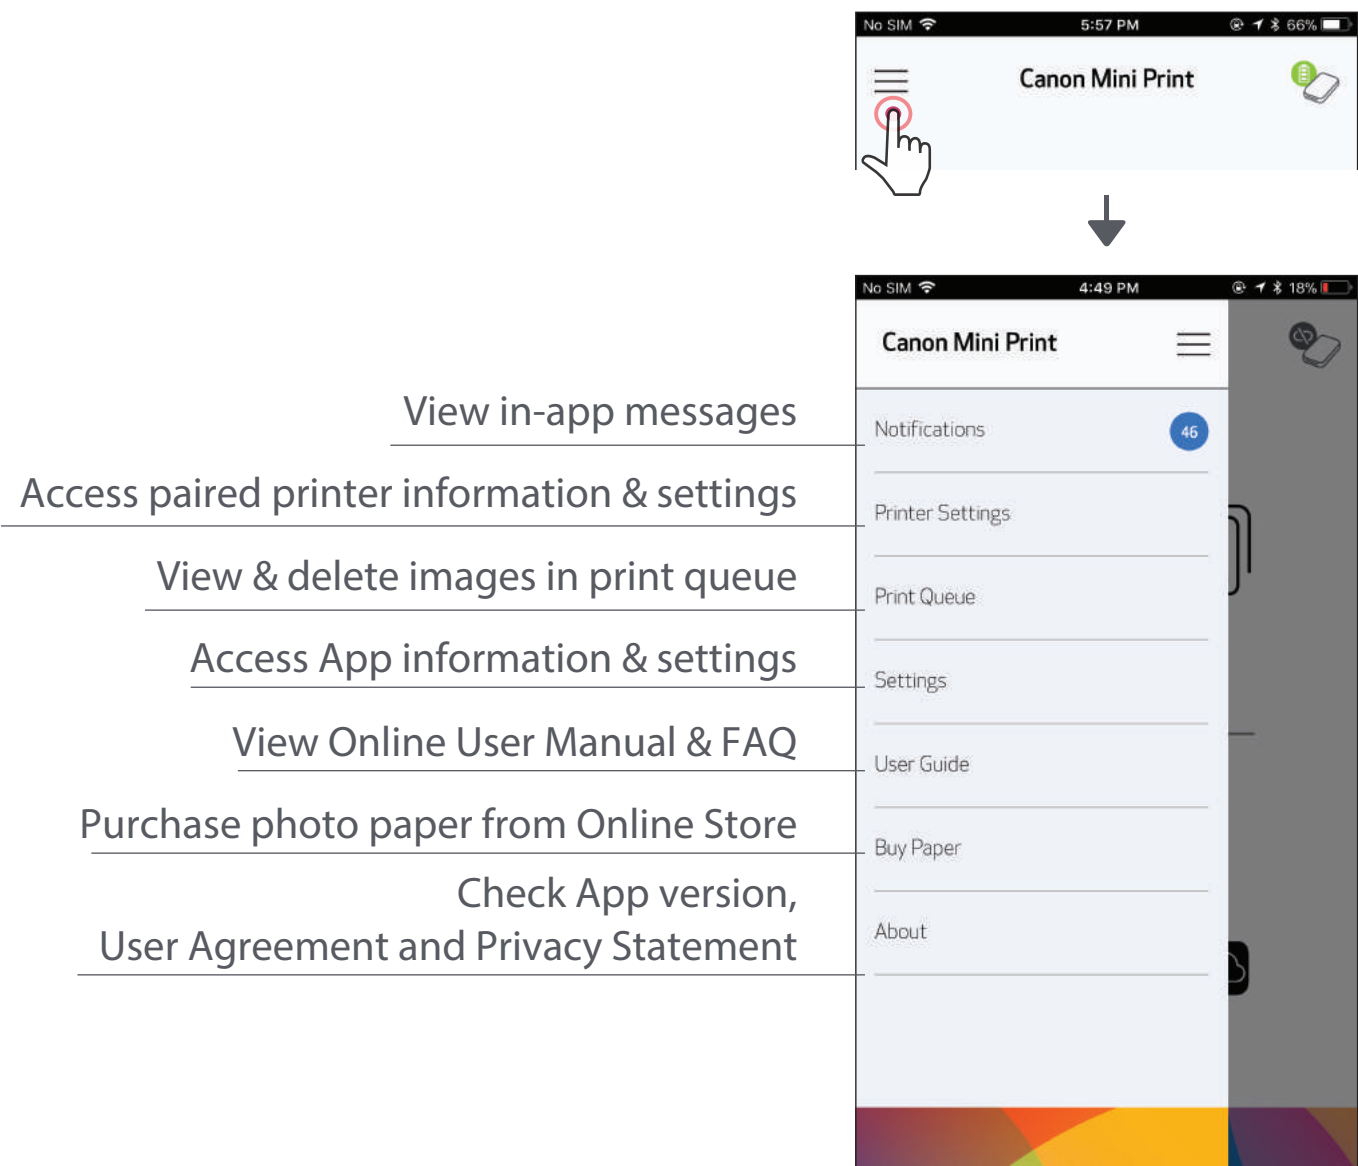 No SIM 5:57 PM 66%
Canon Mini Print
No SIM 4:49 PM 18%
Canon Mini Print
View in-app messages
Notifications 46
Access paired printer information & settings
Printer Settings
View & delete images in print queue
Print Queue
Access App information & settings
Settings
View Online User Manual & FAQ
User Guide
Purchase photo paper from Online Store
Buy Paper
Check App version,
User Agreement and Privacy Statement
About